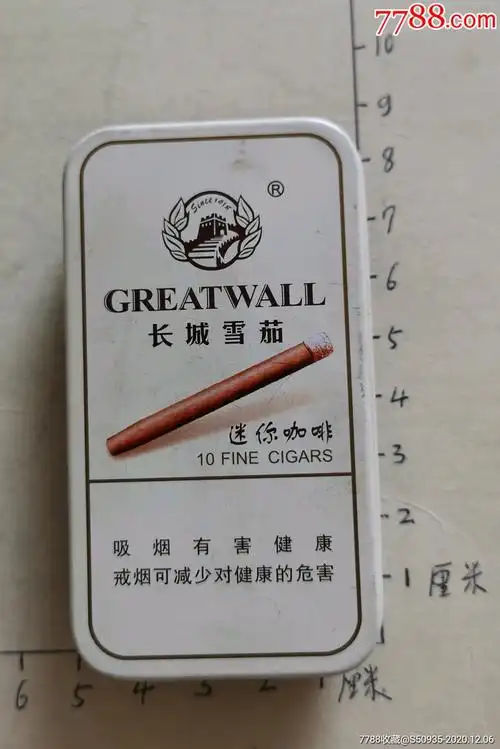 7788.com
10
9
8
Since 1918
®
7
6
GREATWALL
长城雪茄
5
4
迷你咖啡
10 FINE CIGARS
3
2
吸烟有害健康
戒烟可减少对健康的危害
1厘米
6 5 4 3 2 1厘米
7788收藏@S50935-2020.12.06